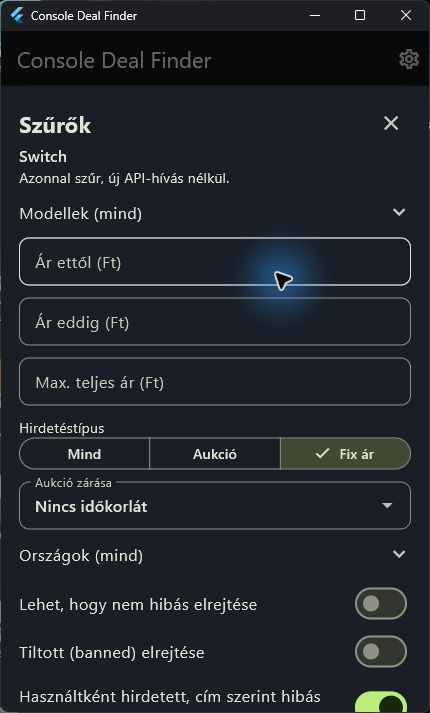 Console Deal Finder
Console Deal Finder
Szűrők
Switch
Azonnal szűr, új API-hívás nélkül.
Modellek (mind)
Ár ettől (Ft)
Ár eddig (Ft)
Max. teljes ár (Ft)
Hirdetéstípus
Mind
Aukció
Fix ár
Aukció zárása
Nincs időkorlát
Országok (mind)
Lehet, hogy nem hibás elrejtése
Tiltott (banned) elrejtése
Használtként hirdetett, cím szerint hibás